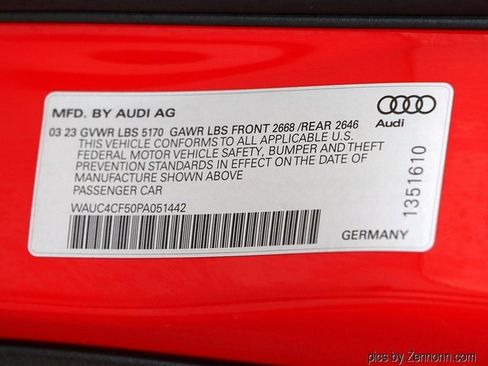 MFD. BY AUDI AG
Audi
03 23 GVWR LBS 5170 GAWR LBS FRONT 2668 /REAR 2646
THIS VEHICLE CONFORMS TO ALL APPLICABLE U.S.
FEDERAL MOTOR VEHICLE SAFETY, BUMPER AND THEFT
PREVENTION STANDARDS IN EFFECT ON THE DATE OF
MANUFACTURE SHOWN ABOVE
PASSENGER CAR
WAUC4CF50PA051442
1351610
GERMANY
pics by Zennonn.com